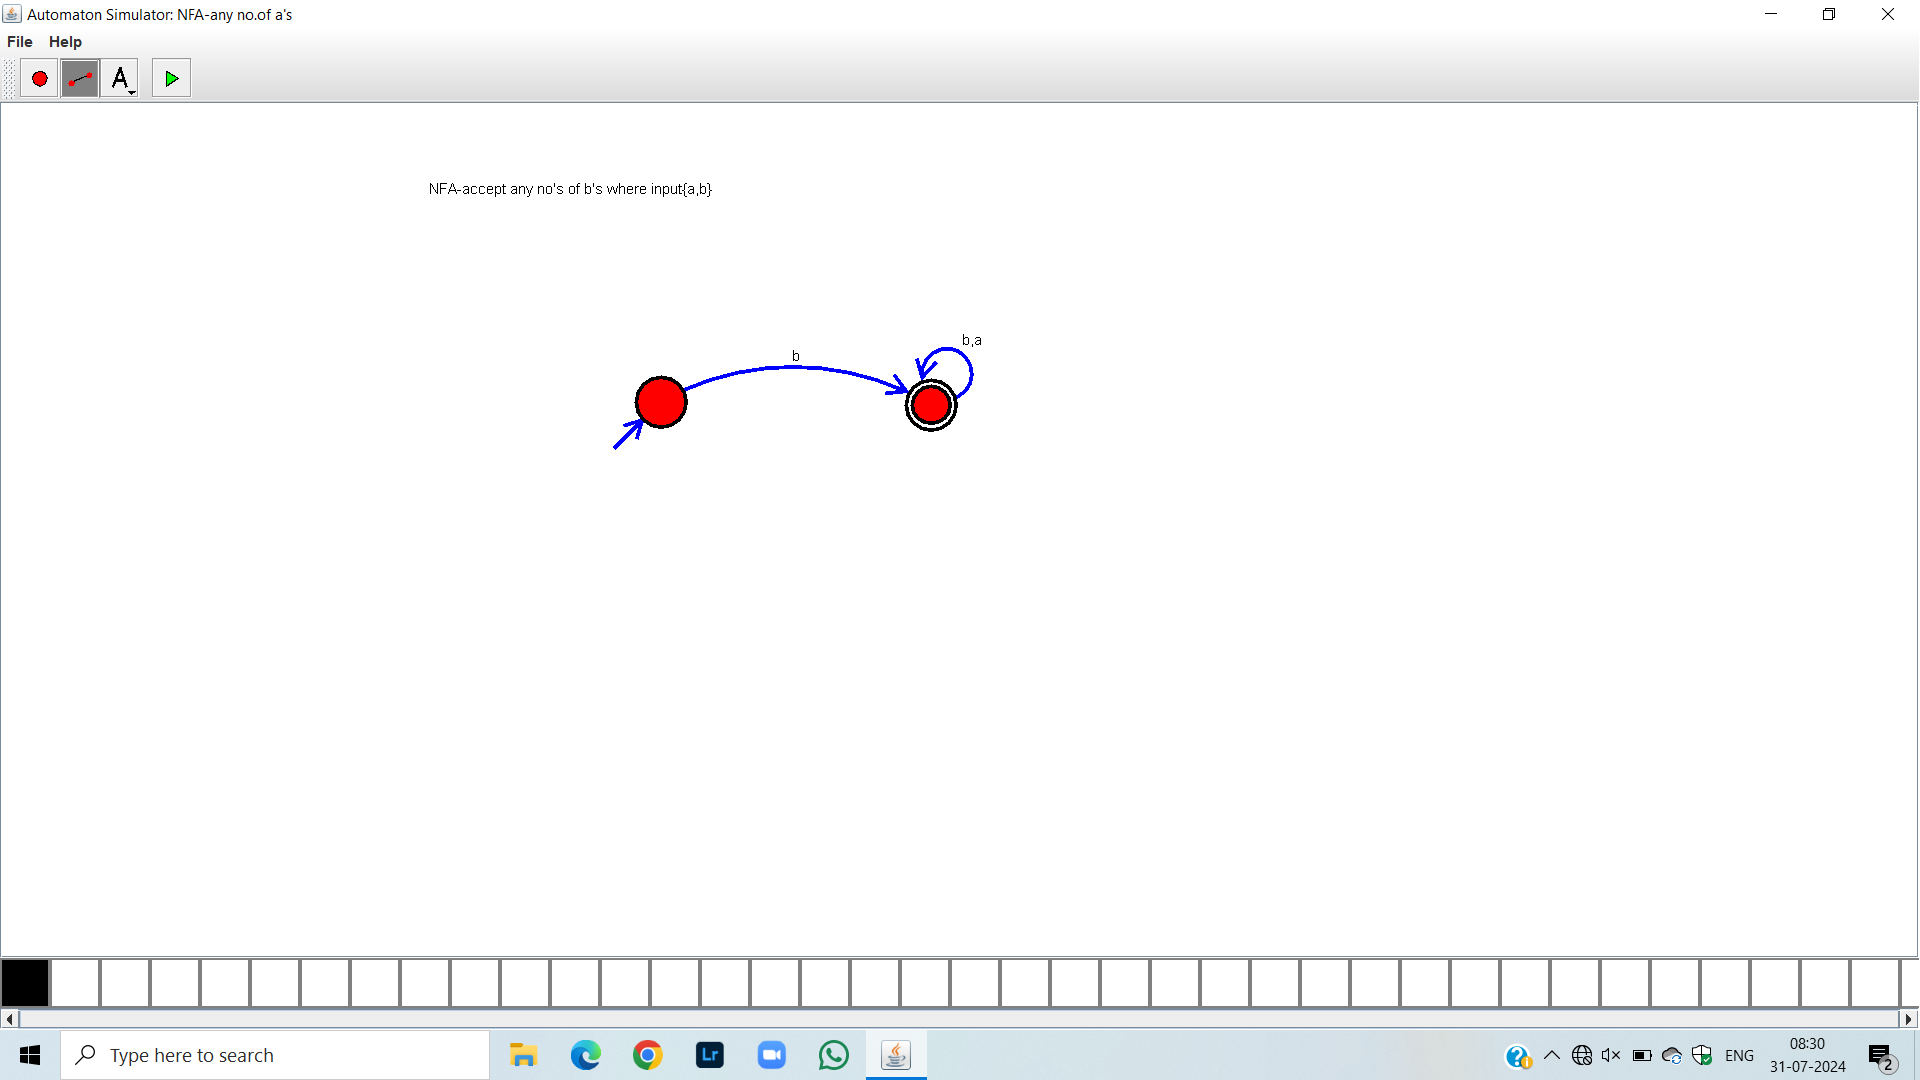 Automaton Simulator: NFA-any no.of a's
File Help
A
NFA-accept any no's of b's where input{a,b}
b,a
b
Type here to search
Lr
ENG
08:30
31-07-2024
2